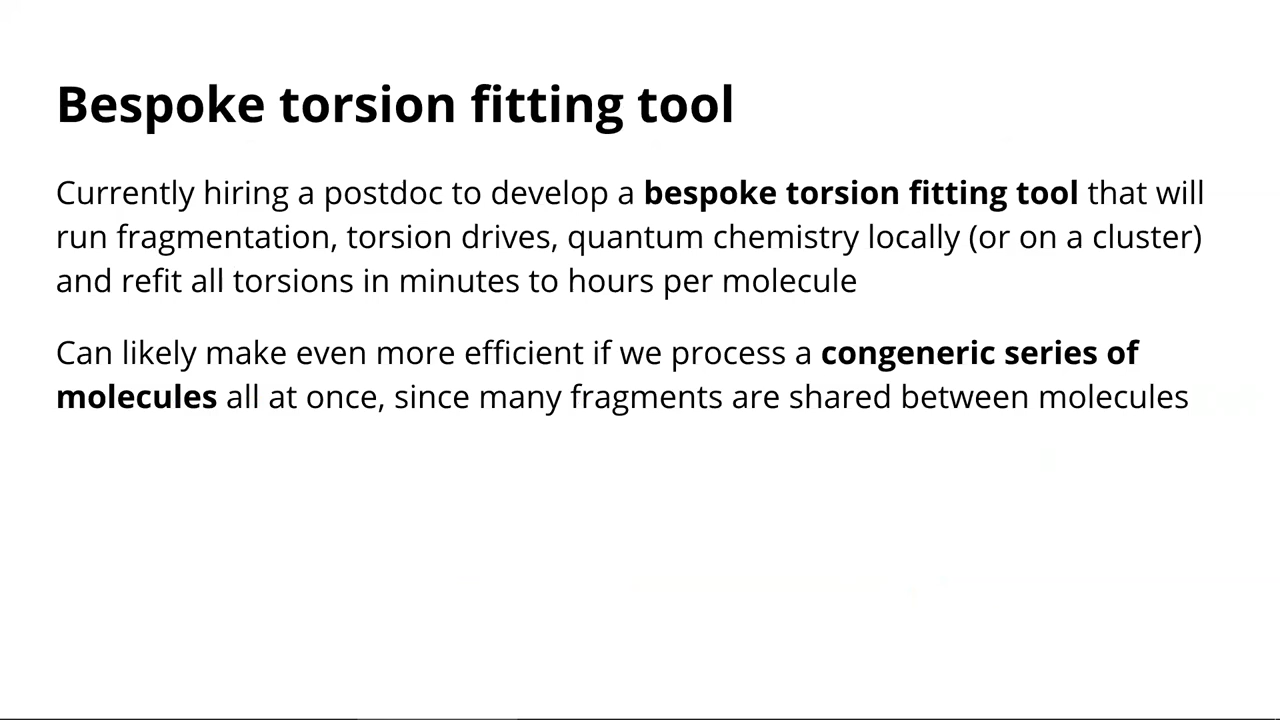 Bespoke torsion fitting tool
Currently hiring a postdoc to develop a bespoke torsion fitting tool that will
run fragmentation, torsion drives, quantum chemistry locally (or on a cluster)
and refit all torsions in minutes to hours per molecule
Can likely make even more efficient if we process a congeneric series of
molecules all at once, since many fragments are shared between molecules